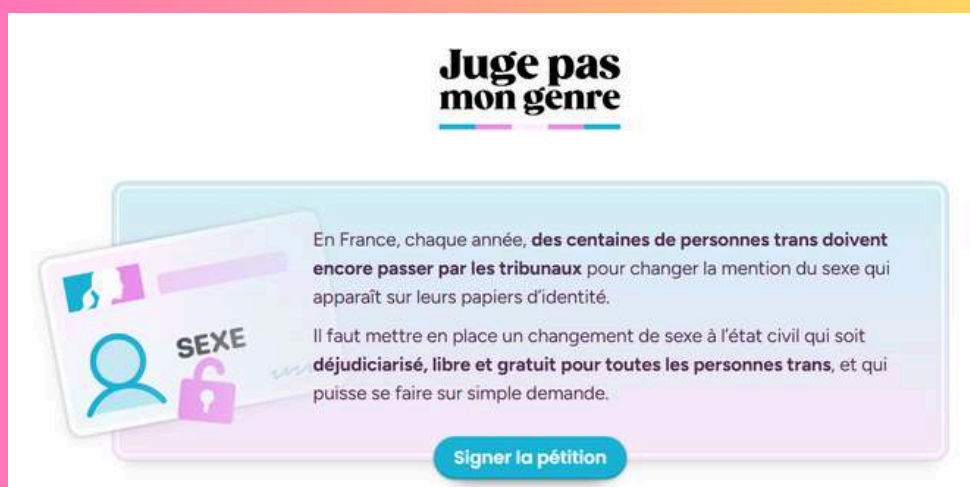 Juge pas
mon genre
En France, chaque année, des centaines de personnes trans doivent
encore passer par les tribunaux pour changer la mention du sexe qui
apparaît sur leurs papiers d'identité.
Il faut mettre en place un changement de sexe à l'état civil qui soit
déjudiciarisé, libre et gratuit pour toutes les personnes trans, et qui
puisse se faire sur simple demande.
SEXE
Signer la pétition